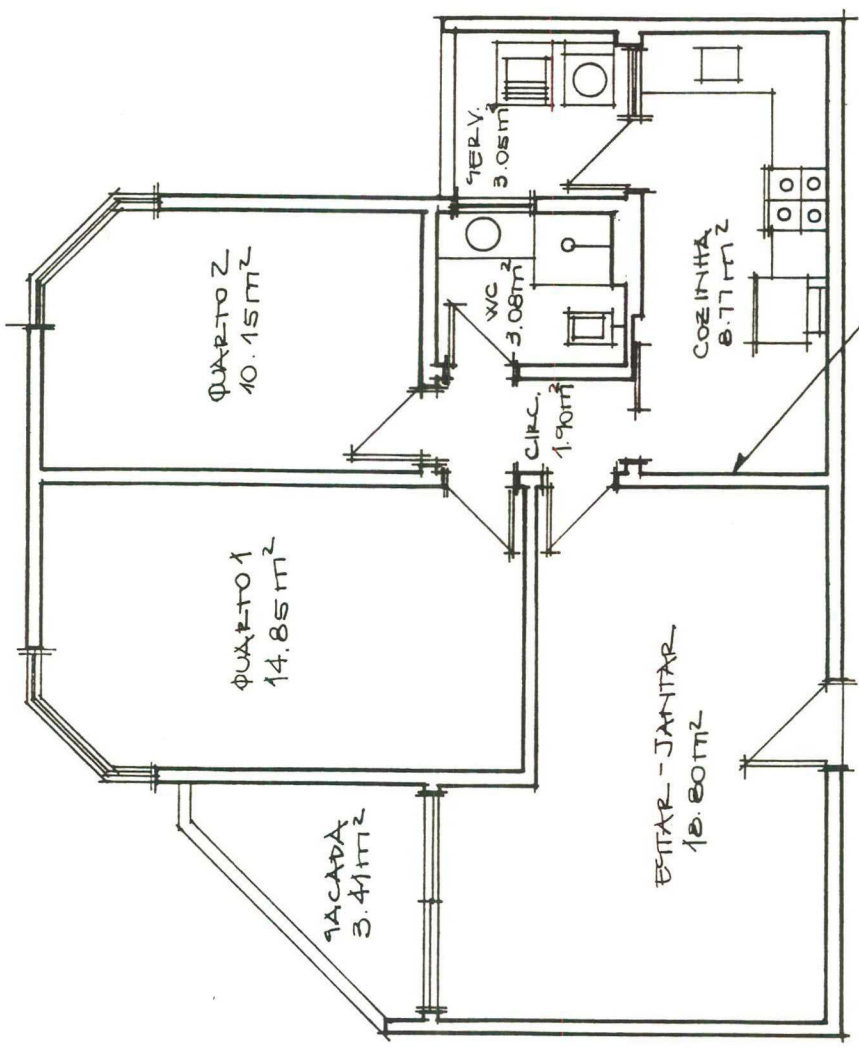 QUARTO 2
10.15m²
SERV.
3.05m²
WC
3.08m²
COZINHA
8.77m²
CIRC.
1.90m²
QUARTO 1
14.85m²
SACADA
3.41m²
ESTAR-JANTAR
18.80m²